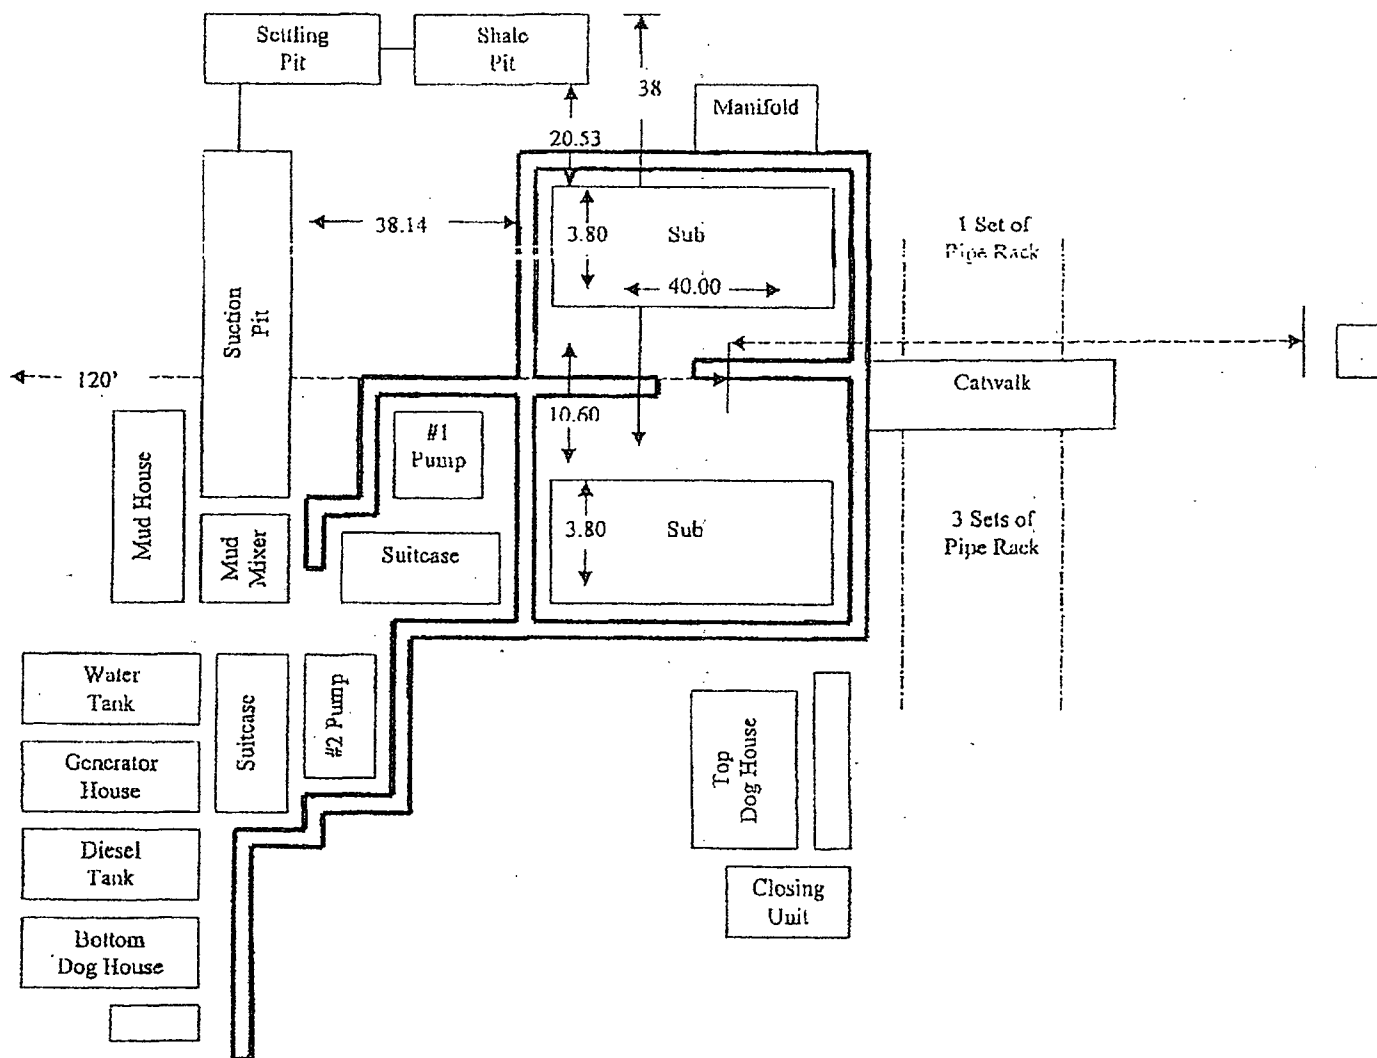 Settling
Pit
Shale
Pit
38
Manifold
20.53
38.14
3.80
Sub
40.00
1 Set of
Pipe Rack
Suction
Pit
120'
Catwalk
10.60
#1
Pump
Mud House
Mud
Mixer
Suitcase
3.80
Sub
3 Sets of
Pipe Rack
Water
Tank
Suitcase
#2 Pump
Generator
House
Top
Dog House
Diesel
Tank
Closing
Unit
Bottom
Dog House